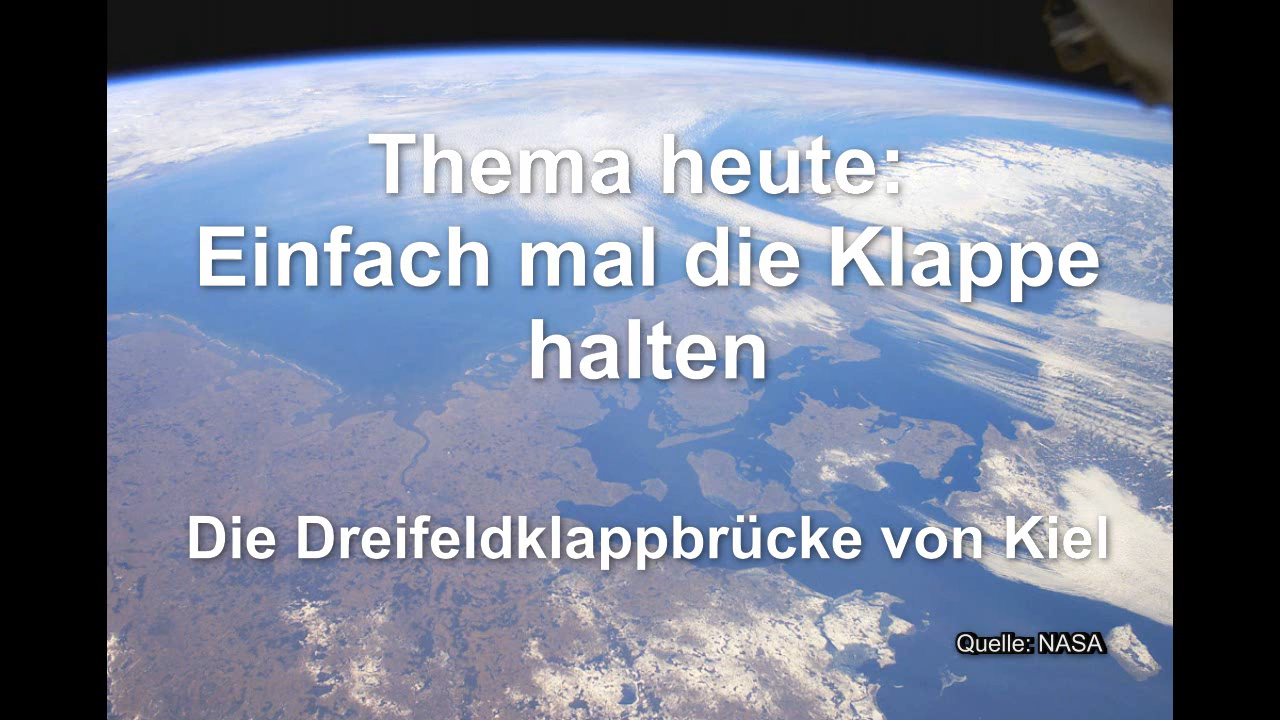 Thema heute:
Einfach mal die Klappe
halten
Die Dreifeldklappbrücke von Kiel
Quelle: NASA